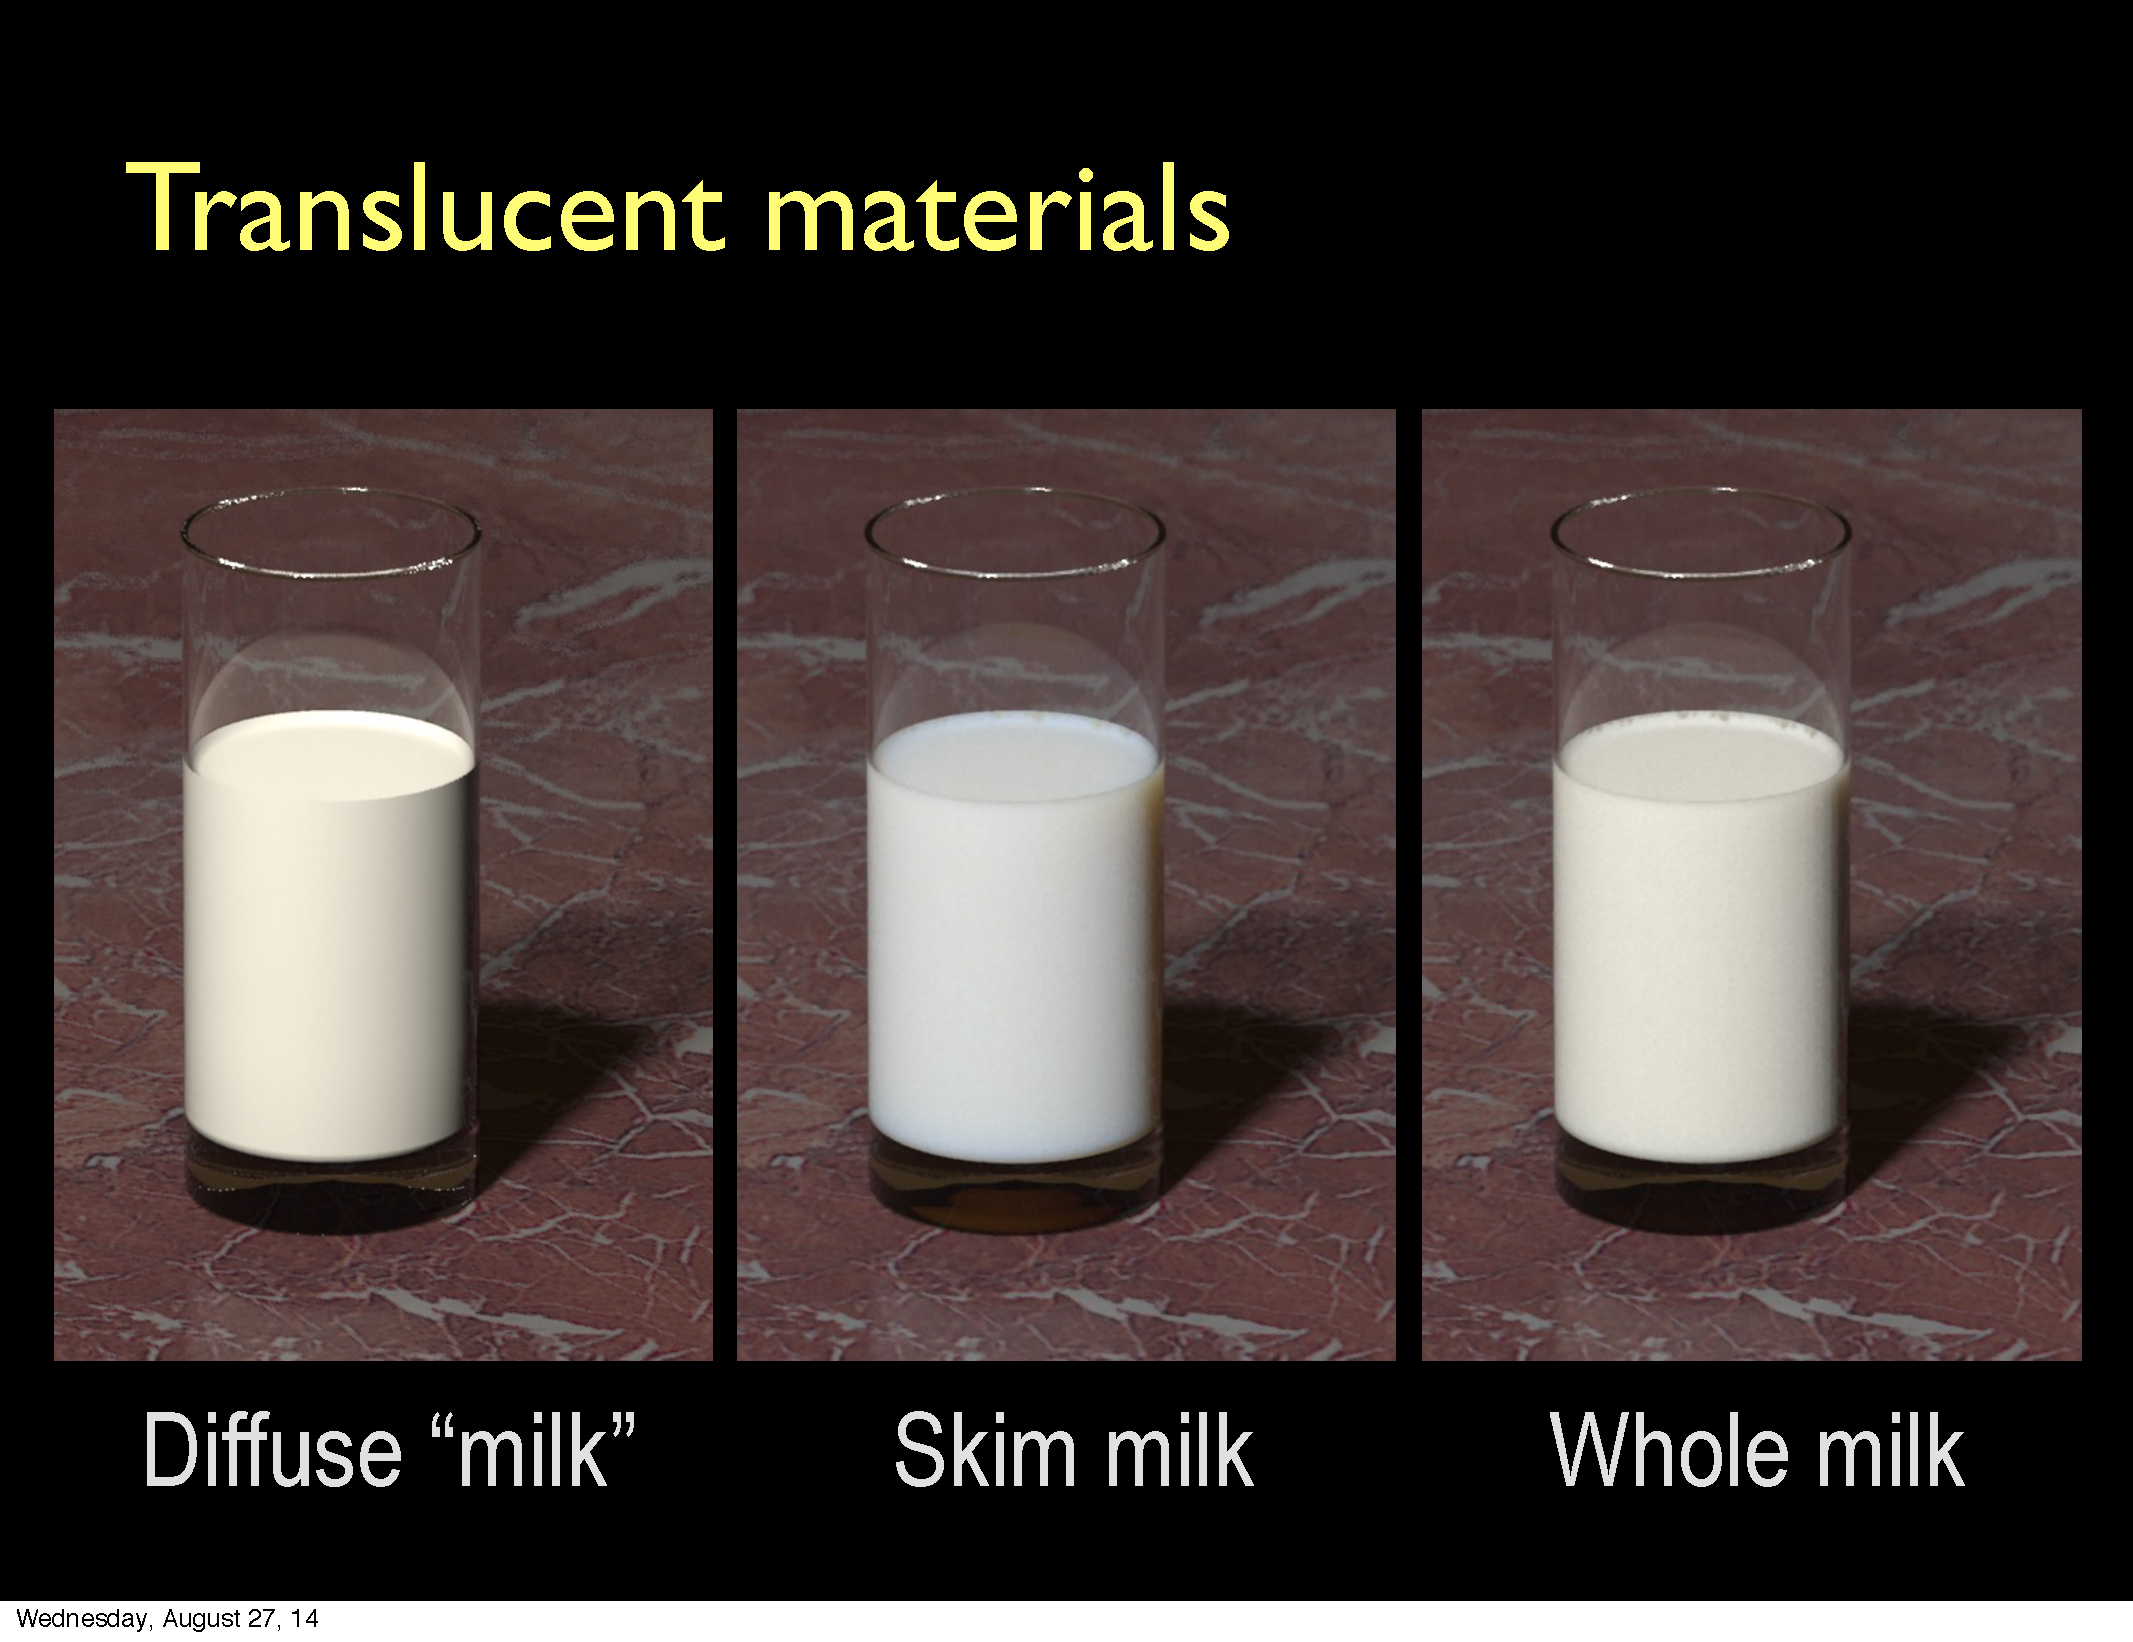 Translucent materials
Diffuse “milk”
Skim milk
Whole milk
Wednesday, August 27, 14